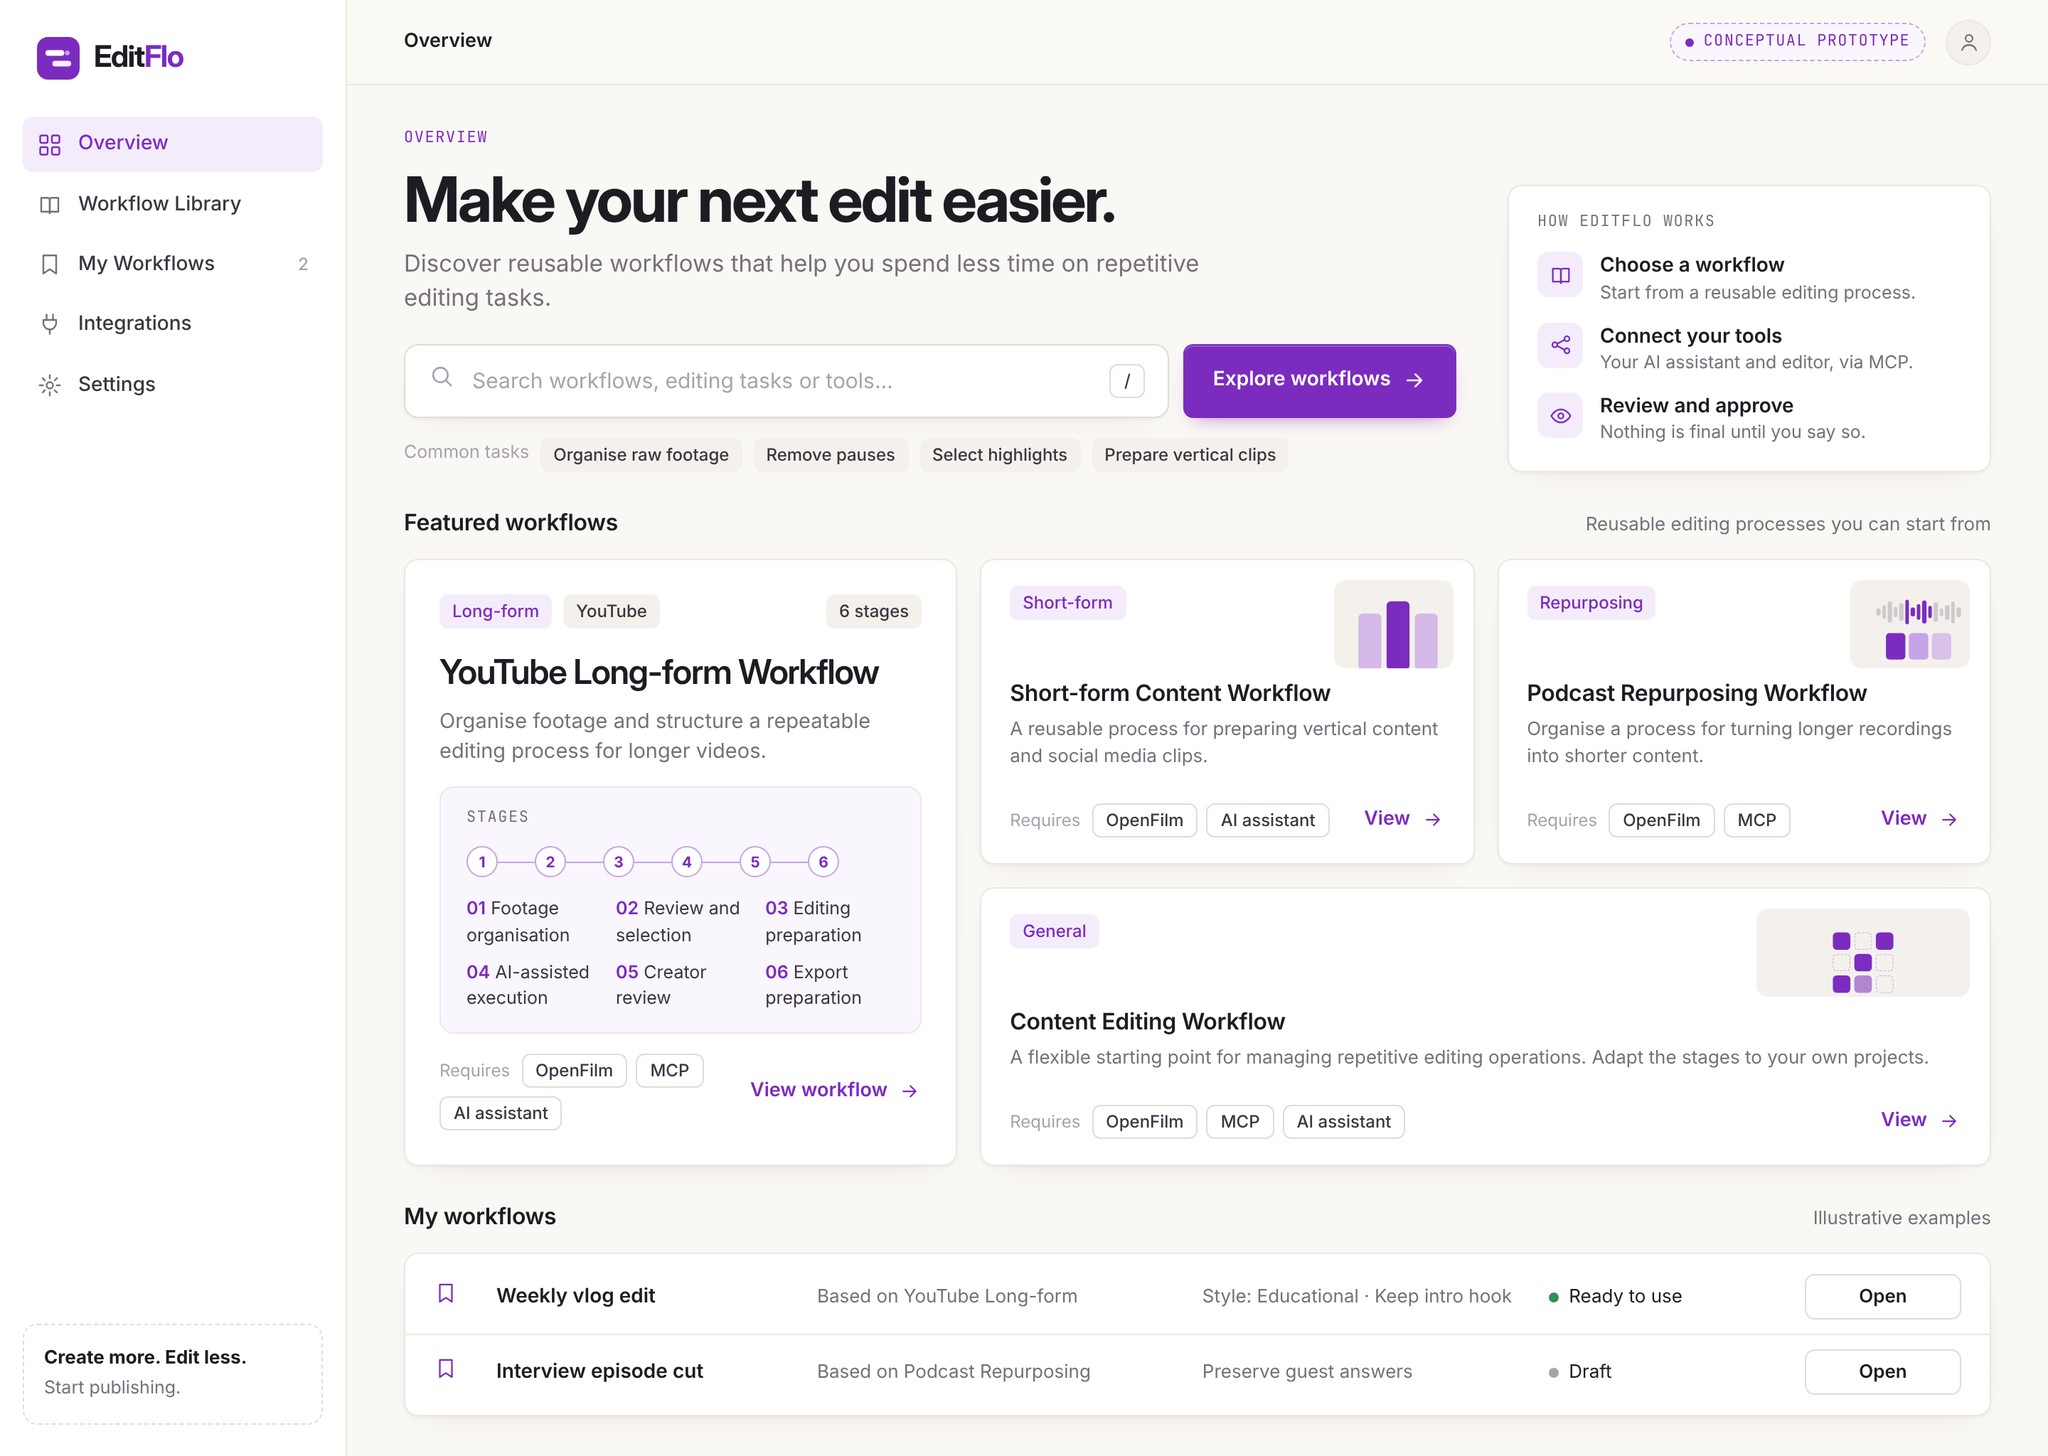 EditFlo
Overview
Workflow Library
My Workflows 2
Integrations
Settings
Create more. Edit less.
Start publishing.
Overview
CONCEPTUAL PROTOTYPE
OVERVIEW
Make your next edit easier.
Discover reusable workflows that help you spend less time on repetitive
editing tasks.
Search workflows, editing tasks or tools... /
Explore workflows →
Common tasks Organise raw footage Remove pauses Select highlights Prepare vertical clips
HOW EDITFLO WORKS
Choose a workflow
Start from a reusable editing process.
Connect your tools
Your AI assistant and editor, via MCP.
Review and approve
Nothing is final until you say so.
Featured workflows
Reusable editing processes you can start from
Long-form YouTube 6 stages
YouTube Long-form Workflow
Organise footage and structure a repeatable
editing process for longer videos.
STAGES
1 2 3 4 5 6
01 Footage
organisation
02 Review and
selection
03 Editing
preparation
04 AI-assisted
execution
05 Creator
review
06 Export
preparation
Requires OpenFilm MCP
AI assistant
View workflow →
Short-form
Short-form Content Workflow
A reusable process for preparing vertical content
and social media clips.
Requires OpenFilm AI assistant View →
Repurposing
Podcast Repurposing Workflow
Organise a process for turning longer recordings
into shorter content.
Requires OpenFilm MCP View →
General
Content Editing Workflow
A flexible starting point for managing repetitive editing operations. Adapt the stages to your own projects.
Requires OpenFilm MCP AI assistant View →
My workflows
Illustrative examples
Weekly vlog edit Based on YouTube Long-form Style: Educational · Keep intro hook Ready to use Open
Interview episode cut Based on Podcast Repurposing Preserve guest answers Draft Open